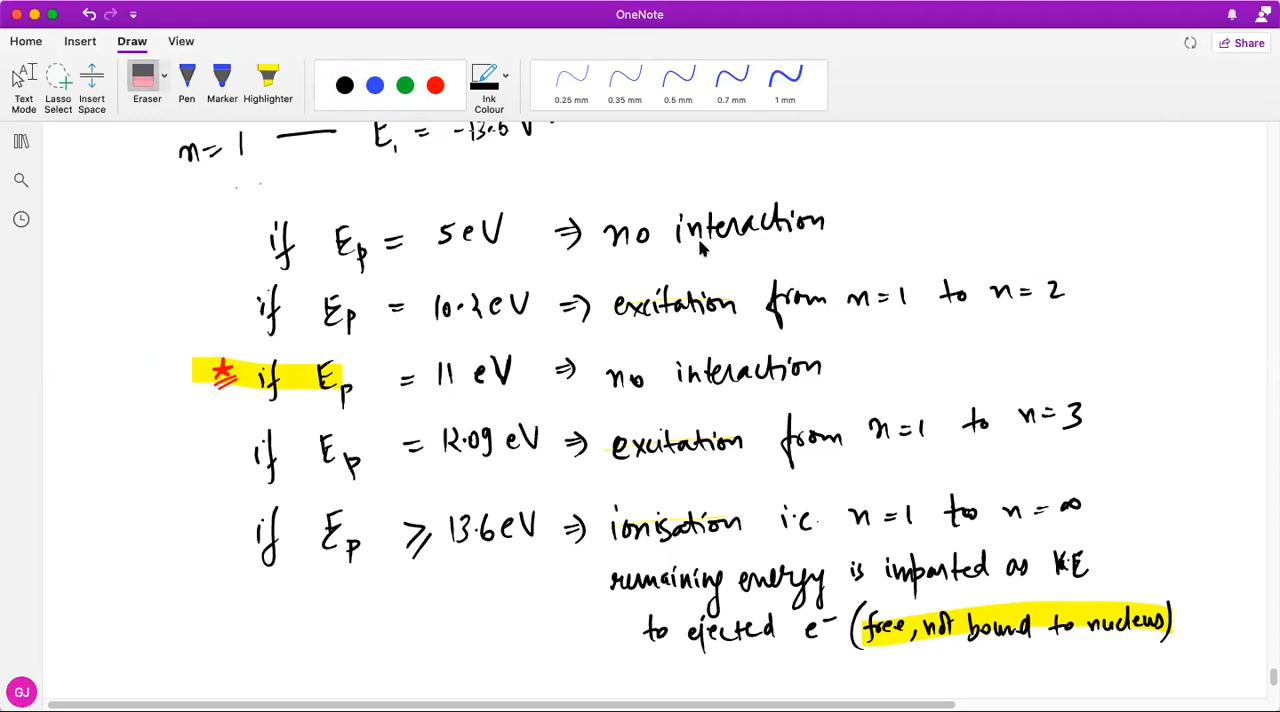 OneNote
Home Insert Draw View
Share
Text Mode
Lasso Select
Insert Space
Eraser
Pen
Marker
Highlighter
Ink Colour
0.25 mm
0.35 mm
0.5 mm
0.7 mm
1 mm
n = 1 — E₁ =
if Ep = 5 eV ⇒ no interaction
if Ep = 10.2 eV ⇒ excitation from n=1 to n=2
* if Ep = 11 eV ⇒ no interaction
if Ep = 12.09 eV ⇒ excitation from n=1 to n=3
if Ep ⩾ 13.6 eV ⇒ ionisation i.e. n=1 to n=∞
remaining energy is imparted as K.E
to ejected e⁻ (free, not bound to nucleus)
GJ